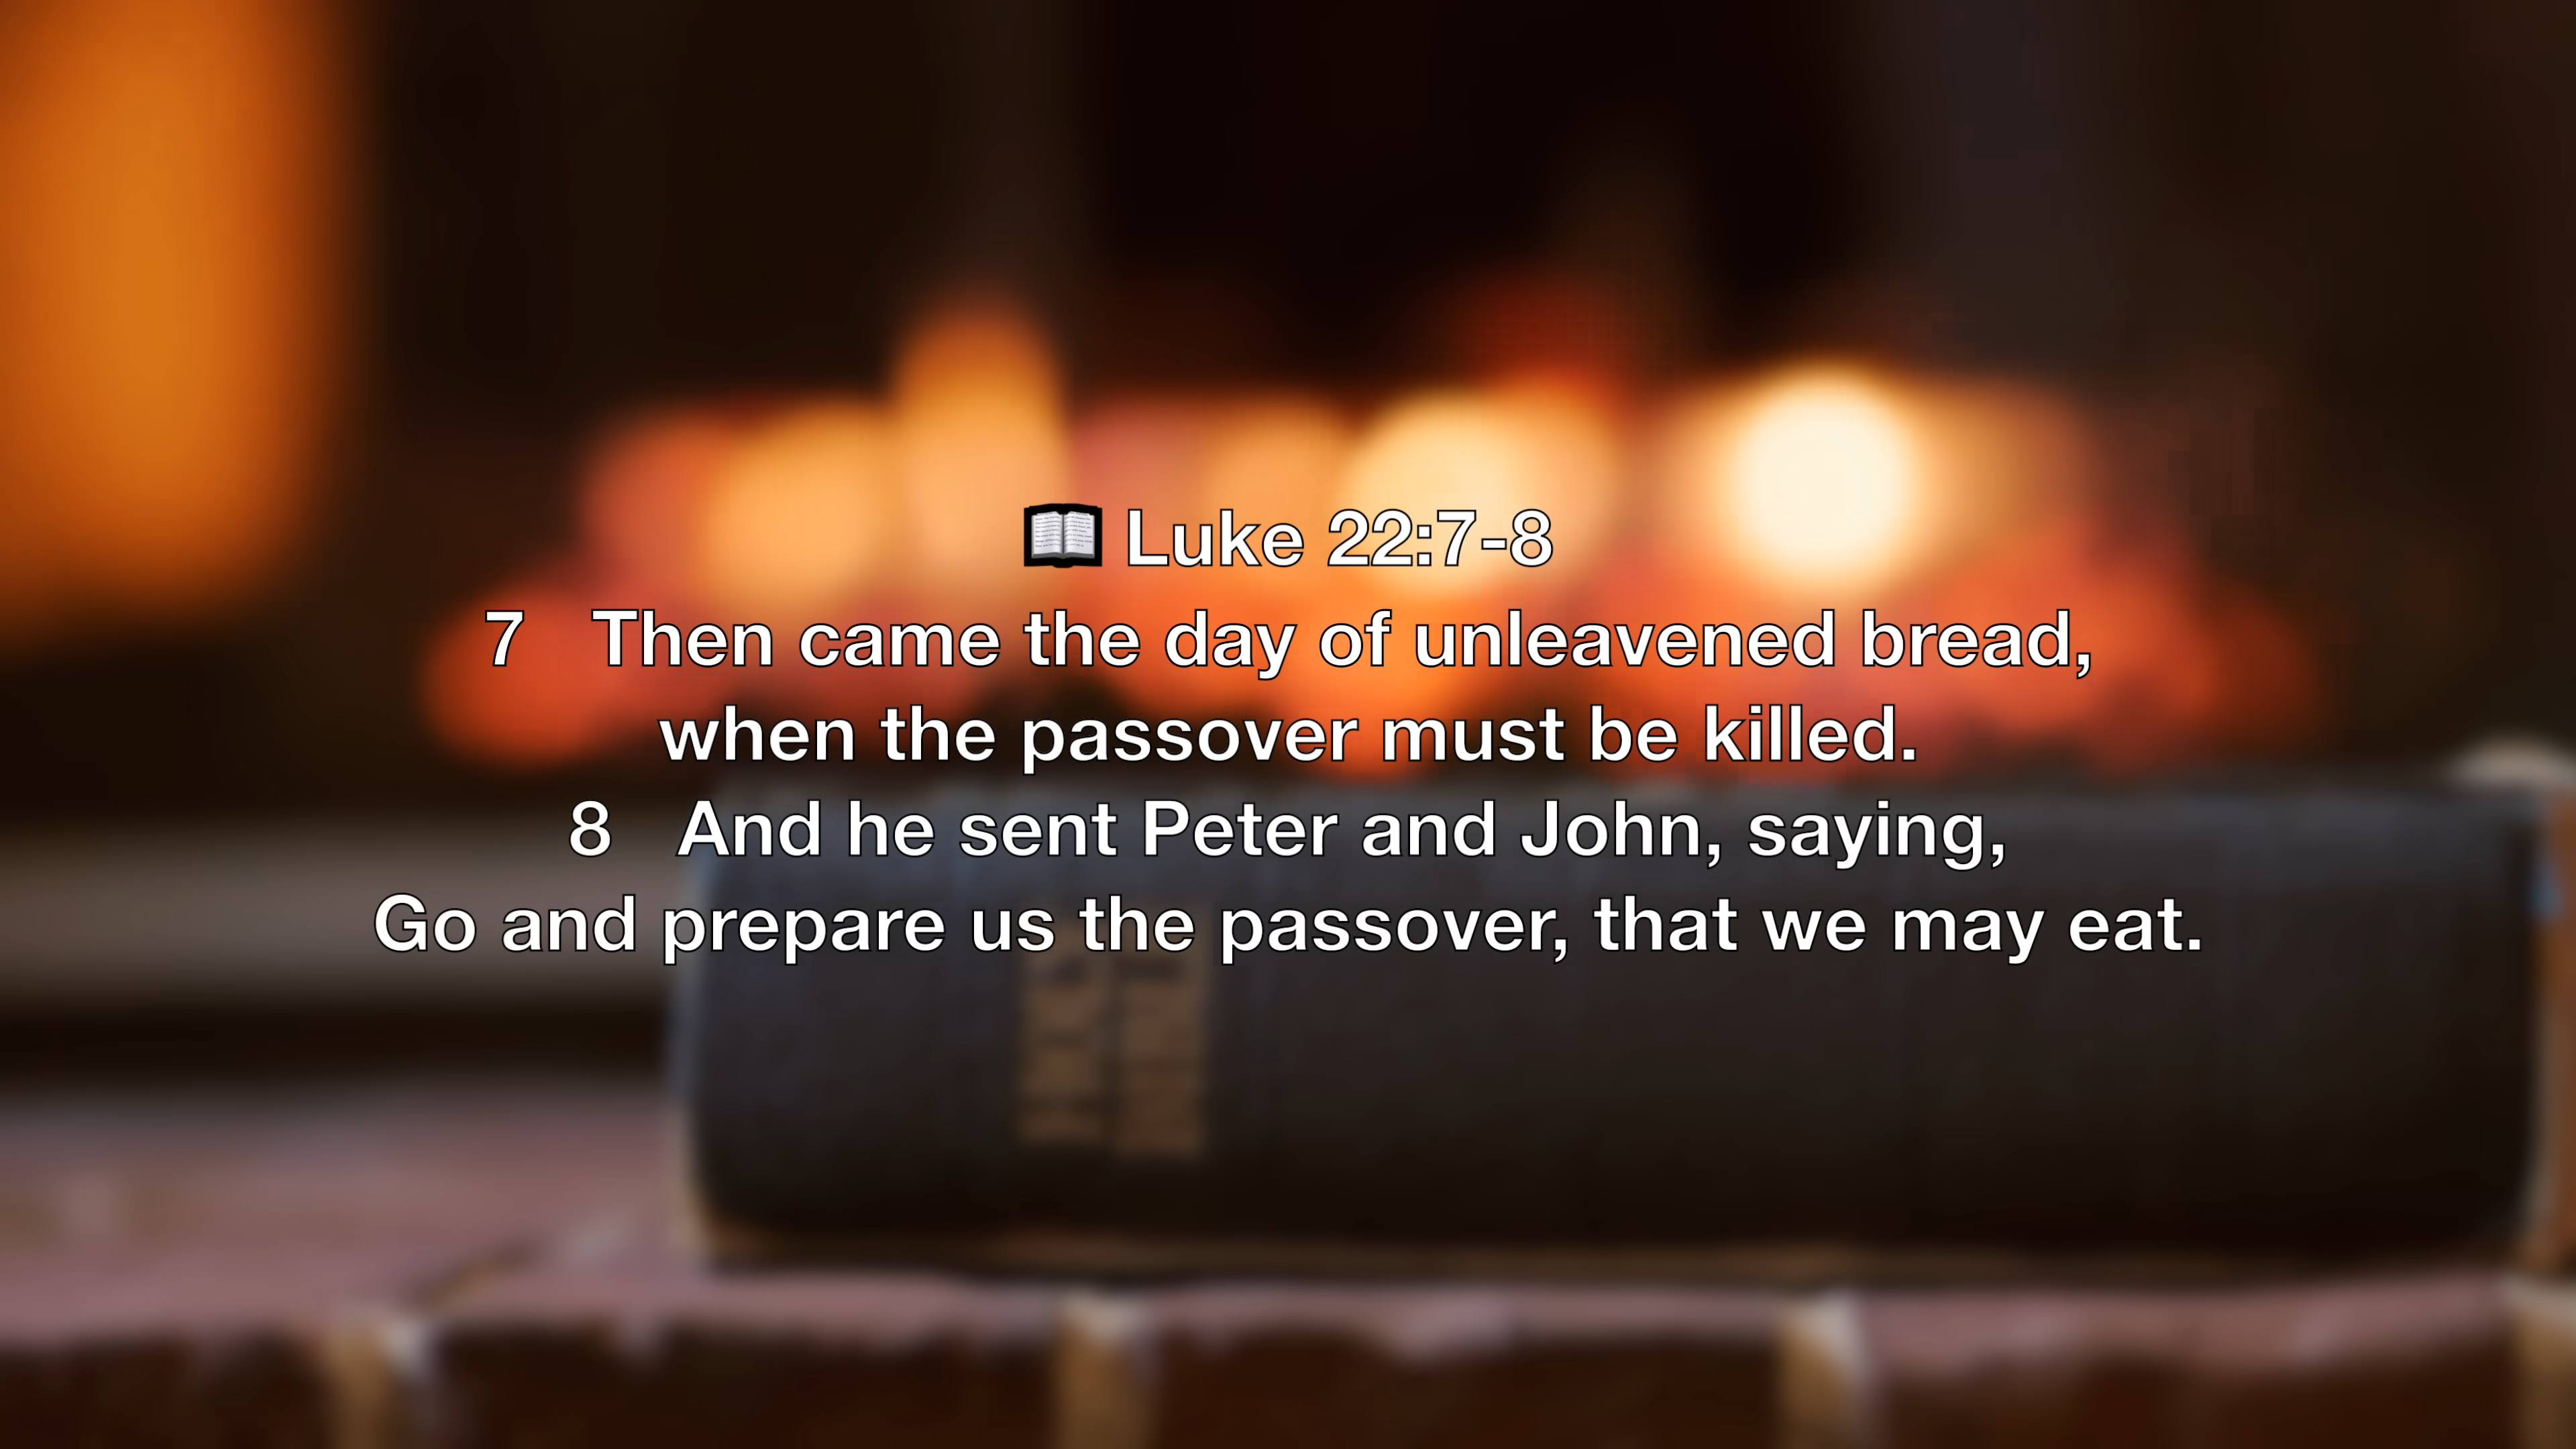 📖 Luke 22:7-8
7 Then came the day of unleavened bread,
when the passover must be killed.
8 And he sent Peter and John, saying,
Go and prepare us the passover, that we may eat.